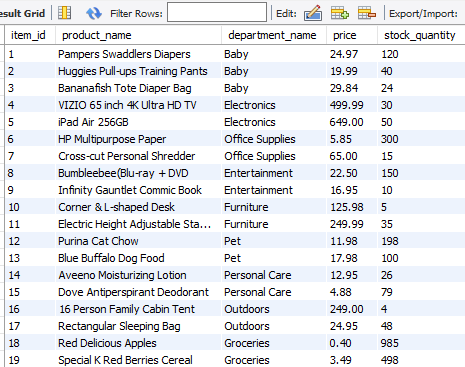 esult Grid Filter Rows: Edit: Export/Import:
item_id product_name department_name price stock_quantity
1 Pampers Swaddlers Diapers Baby 24.97 120
2 Huggies Pull-ups Training Pants Baby 19.99 40
3 Bananafish Tote Diaper Bag Baby 29.84 24
4 VIZIO 65 inch 4K Ultra HD TV Electronics 499.99 30
5 iPad Air 256GB Electronics 649.00 50
6 HP Multipurpose Paper Office Supplies 5.85 300
7 Cross-cut Personal Shredder Office Supplies 65.00 15
8 Bumblebee(Blu-ray + DVD Entertainment 22.50 150
9 Infinity Gauntlet Commic Book Entertainment 16.95 10
10 Corner & L-shaped Desk Furniture 125.98 5
11 Electric Height Adjustable Sta... Furniture 249.99 35
12 Purina Cat Chow Pet 11.98 198
13 Blue Buffalo Dog Food Pet 17.98 100
14 Aveeno Moisturizing Lotion Personal Care 12.95 26
15 Dove Antiperspirant Deodorant Personal Care 4.88 79
16 16 Person Family Cabin Tent Outdoors 249.00 4
17 Rectangular Sleeping Bag Outdoors 24.95 48
18 Red Delicious Apples Groceries 0.40 985
19 Special K Red Berries Cereal Groceries 3.49 498